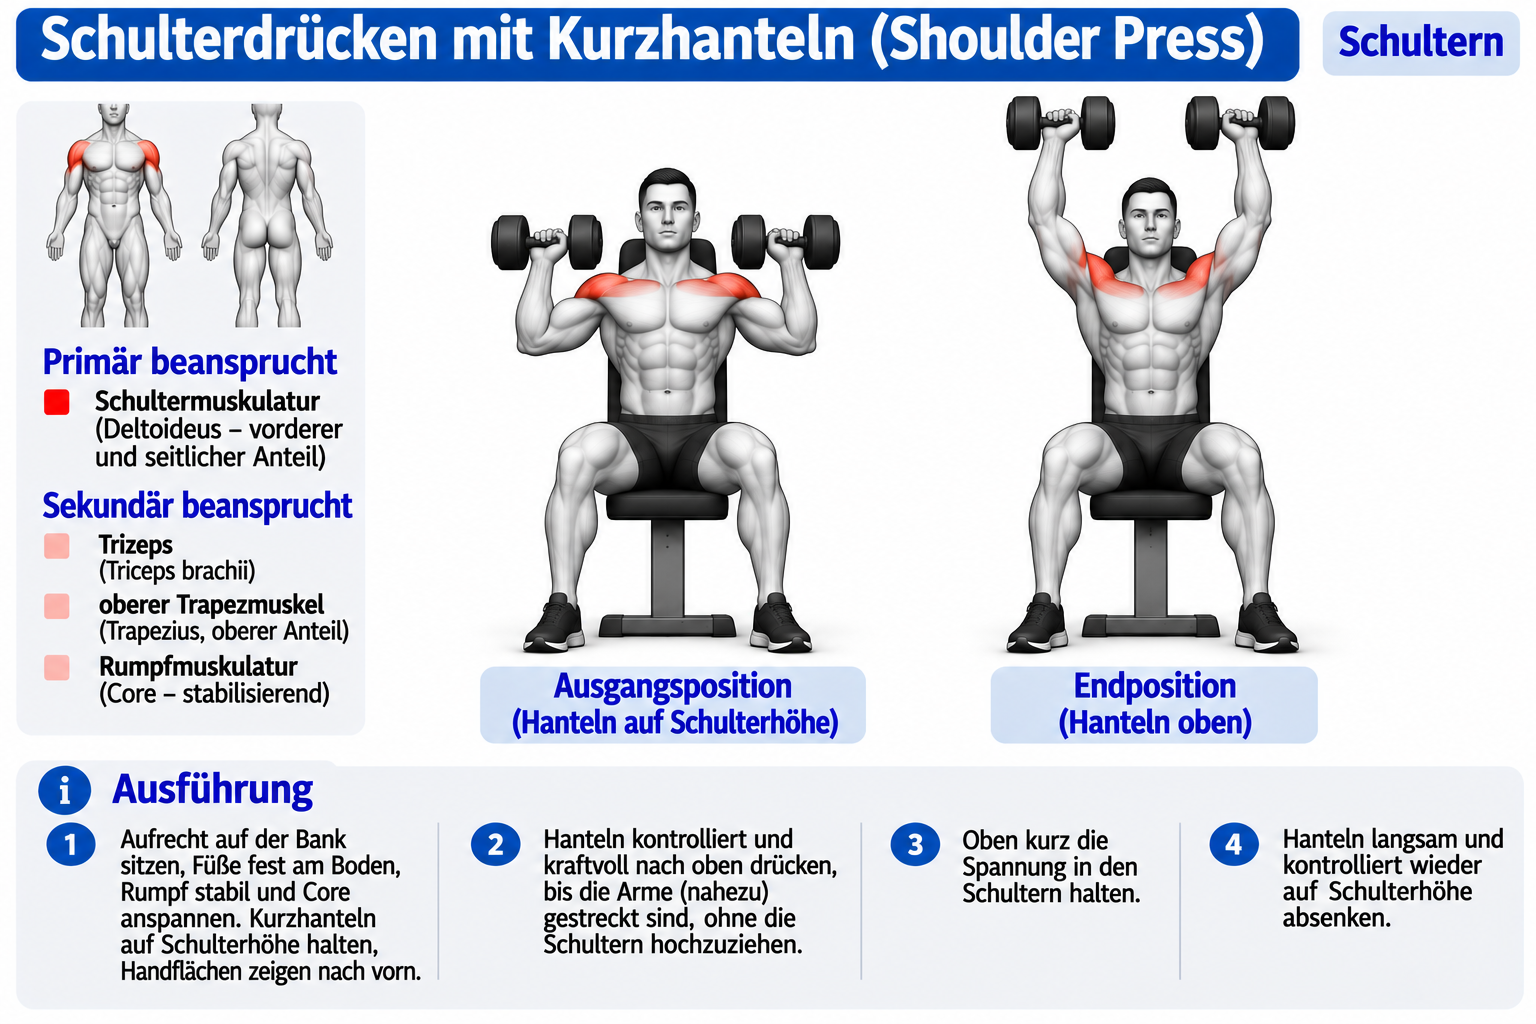 Schulterdrücken mit Kurzhanteln (Shoulder Press)
Schultern
Primär beansprucht
Schultermuskulatur
(Deltoideus – vorderer
und seitlicher Anteil)
Sekundär beansprucht
Trizeps
(Triceps brachii)
oberer Trapezmuskel
(Trapezius, oberer Anteil)
Rumpfmuskulatur
(Core – stabilisierend)
Ausgangsposition
(Hanteln auf Schulterhöhe)
Endposition
(Hanteln oben)
i Ausführung
1
Aufrecht auf der Bank
sitzen, Füße fest am Boden,
Rumpf stabil und Core
anspannen. Kurzhanteln
auf Schulterhöhe halten,
Handflächen zeigen nach vorn.
2
Hanteln kontrolliert und
kraftvoll nach oben drücken,
bis die Arme (nahezu)
gestreckt sind, ohne die
Schultern hochzuziehen.
3
Oben kurz die
Spannung in den
Schultern halten.
4
Hanteln langsam und
kontrolliert wieder
auf Schulterhöhe
absenken.